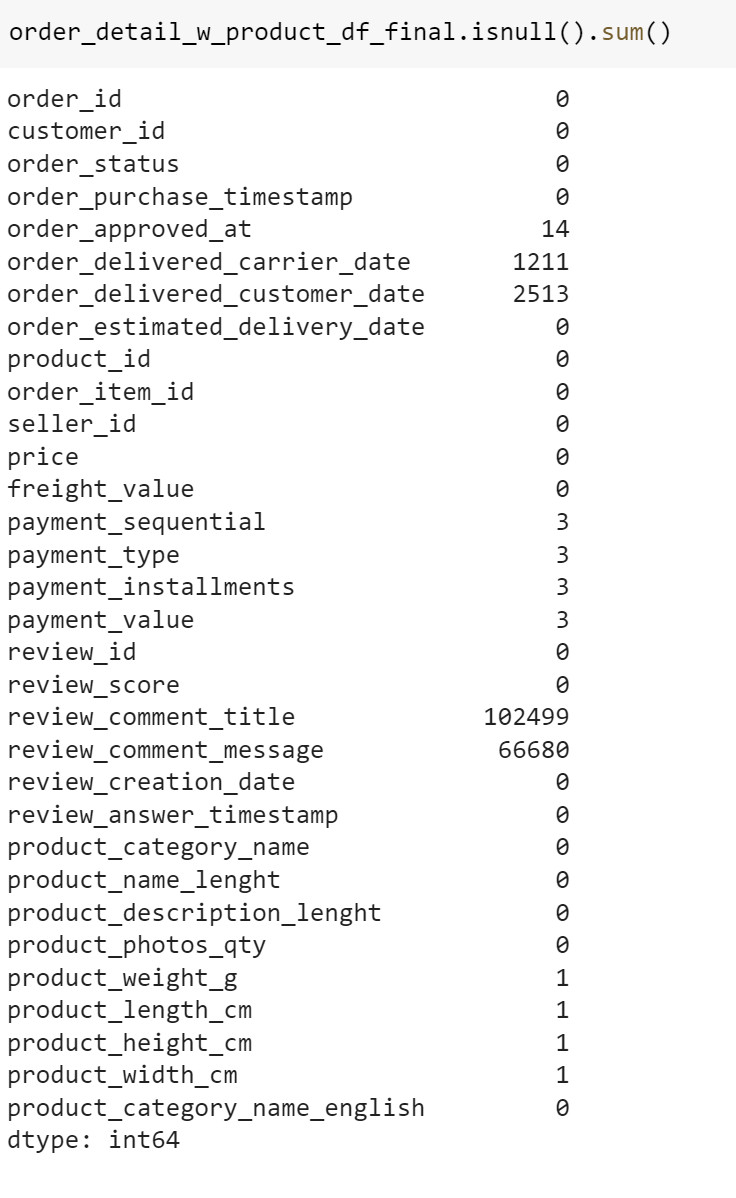 order_detail_w_product_df_final.isnull().sum()
order_id 0
customer_id 0
order_status 0
order_purchase_timestamp 0
order_approved_at 14
order_delivered_carrier_date 1211
order_delivered_customer_date 2513
order_estimated_delivery_date 0
product_id 0
order_item_id 0
seller_id 0
price 0
freight_value 0
payment_sequential 3
payment_type 3
payment_installments 3
payment_value 3
review_id 0
review_score 0
review_comment_title 102499
review_comment_message 66680
review_creation_date 0
review_answer_timestamp 0
product_category_name 0
product_name_lenght 0
product_description_lenght 0
product_photos_qty 0
product_weight_g 1
product_length_cm 1
product_height_cm 1
product_width_cm 1
product_category_name_english 0
dtype: int64